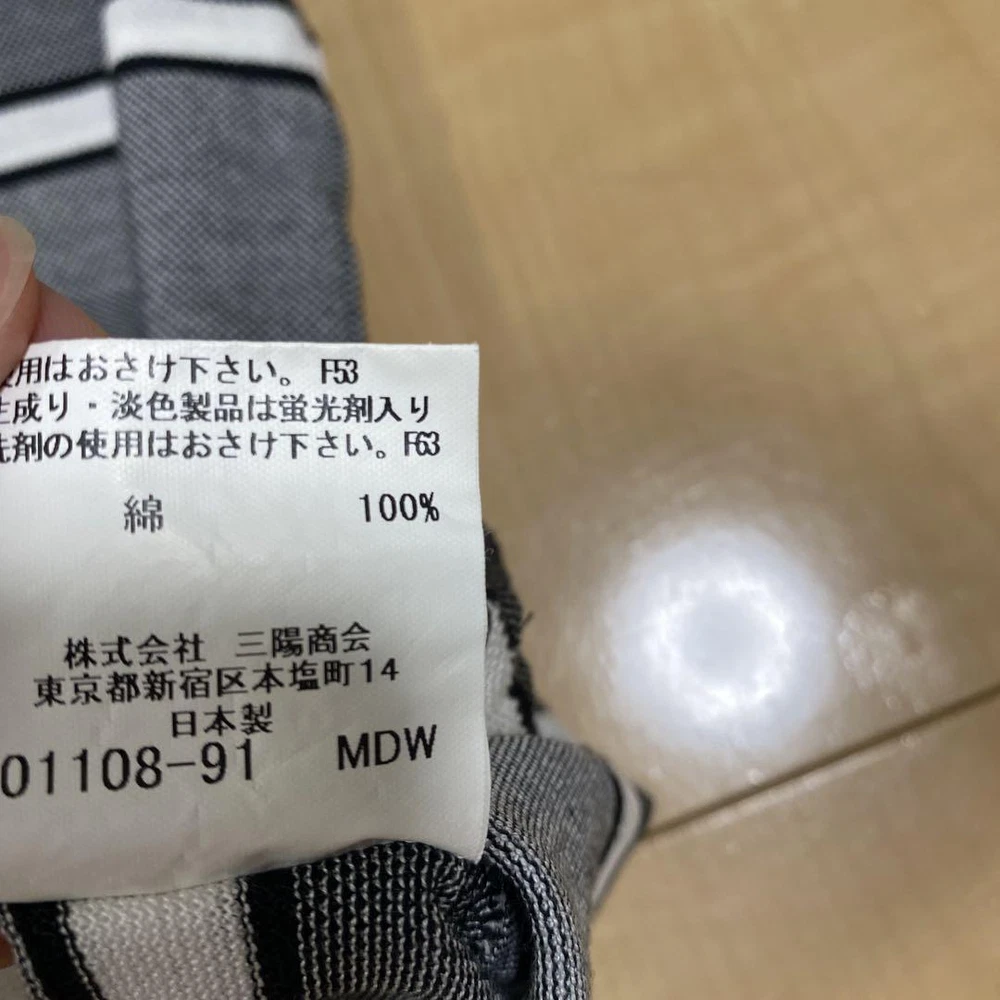 使用はおさけ下さい。 F53
生成り・淡色製品は蛍光剤入り
洗剤の使用はおさけ下さい。F63
綿 100%
株式会社 三陽商会
東京都新宿区本塩町14
日本製
01108-91 MDW